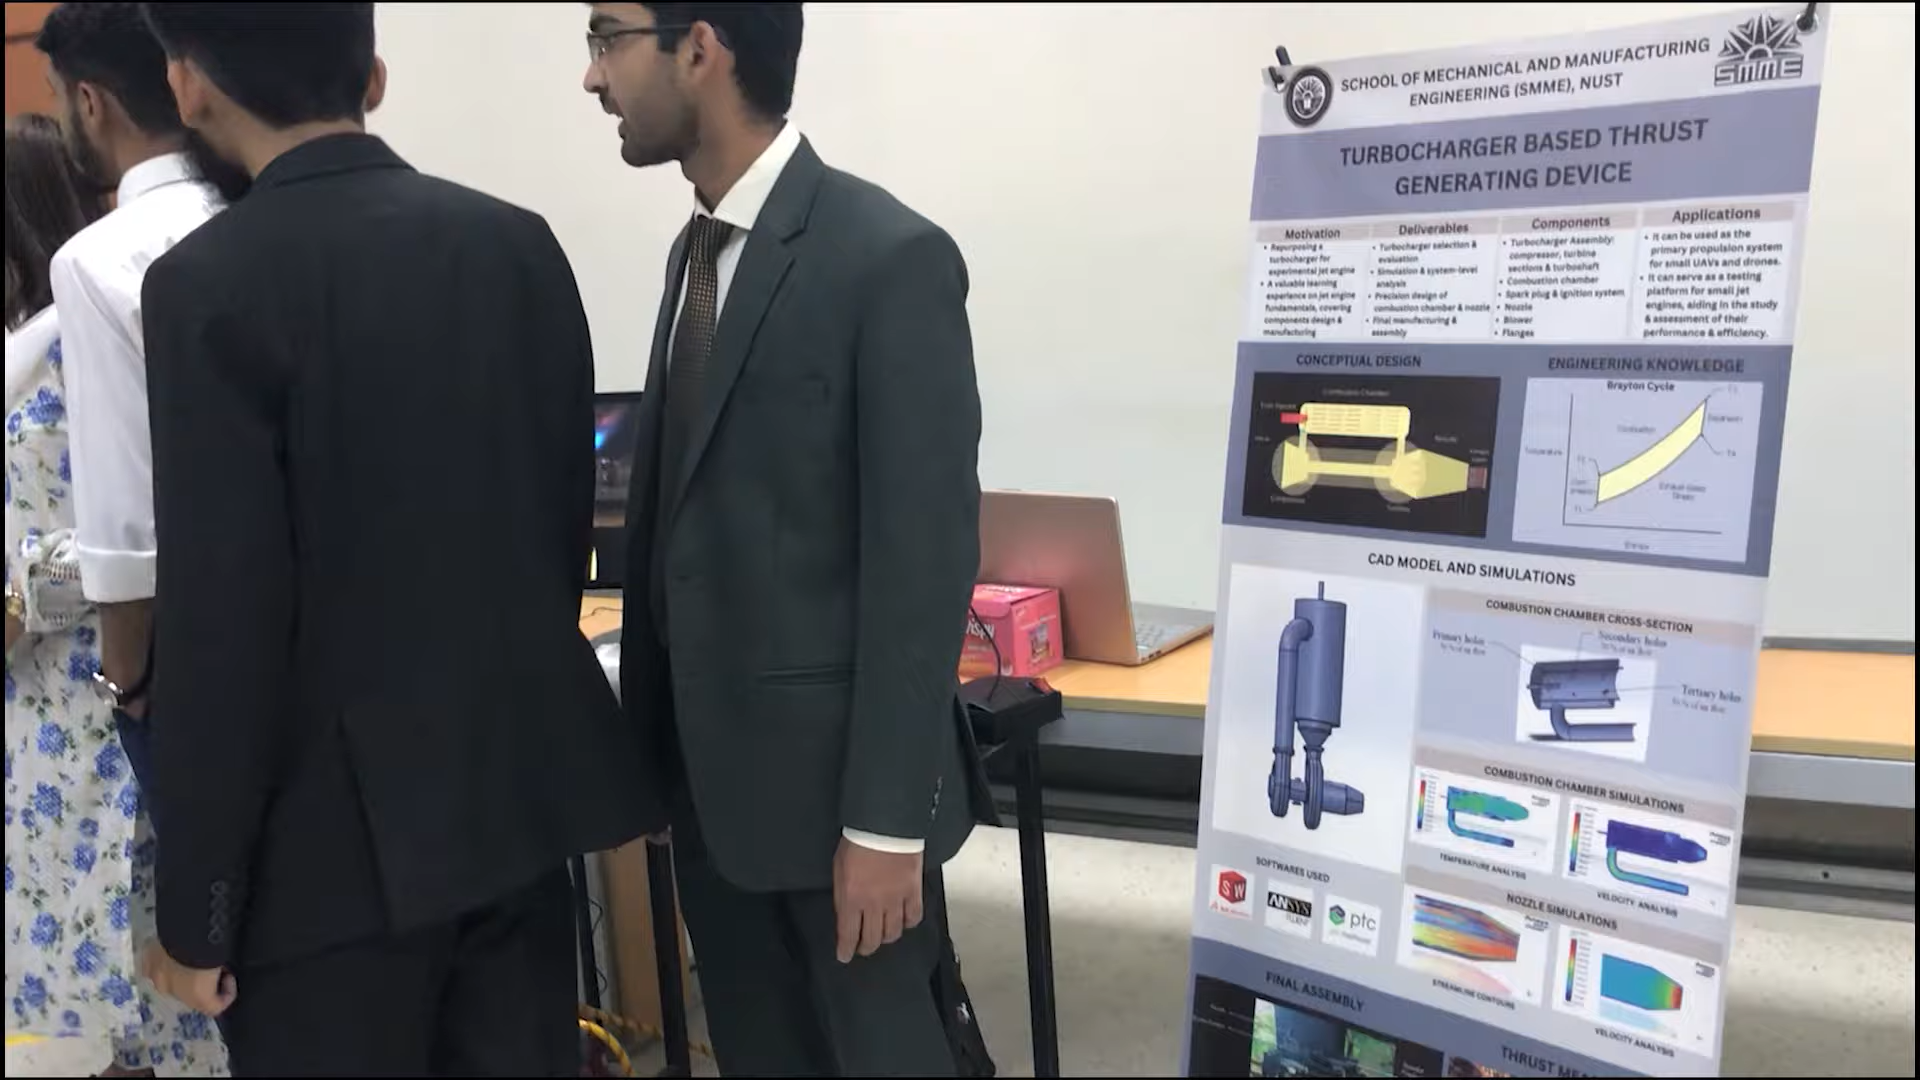 SCHOOL OF MECHANICAL AND MANUFACTURING
ENGINEERING (SMME), NUST
SMME
TURBOCHARGER BASED THRUST
GENERATING DEVICE
Motivation
• Repurposing a
turbocharger for
experimental jet engine
• A valuable learning
experience on jet engine
fundamentals, covering
components design &
manufacturing
Deliverables
• Turbocharger selection &
evaluation
• Simulation & system-level
analysis
• Precision design of
combustion chamber & nozzle
• Final manufacturing &
assembly
Components
• Turbocharger Assembly:
compressor, turbine
sections & turboshaft
• Combustion chamber
• Spark plug & ignition system
• Nozzle
• Blower
• Flanges
Applications
• It can be used as the
primary propulsion system
for small UAVs and drones.
• It can serve as a testing
platform for small jet
engines, aiding in the study
& assessment of their
performance & efficiency.
CONCEPTUAL DESIGN
Combustion Chamber
ENGINEERING KNOWLEDGE
Brayton Cycle
CAD MODEL AND SIMULATIONS
COMBUSTION CHAMBER CROSS-SECTION
Primary holes
Secondary holes
Tertiary holes
COMBUSTION CHAMBER SIMULATIONS
TEMPERATURE ANALYSIS
VELOCITY ANALYSIS
NOZZLE SIMULATIONS
STREAMLINE CONTOURS
VELOCITY ANALYSIS
SOFTWARES USED
SW
ANSYS
FLUENT
ptc
FINAL ASSEMBLY